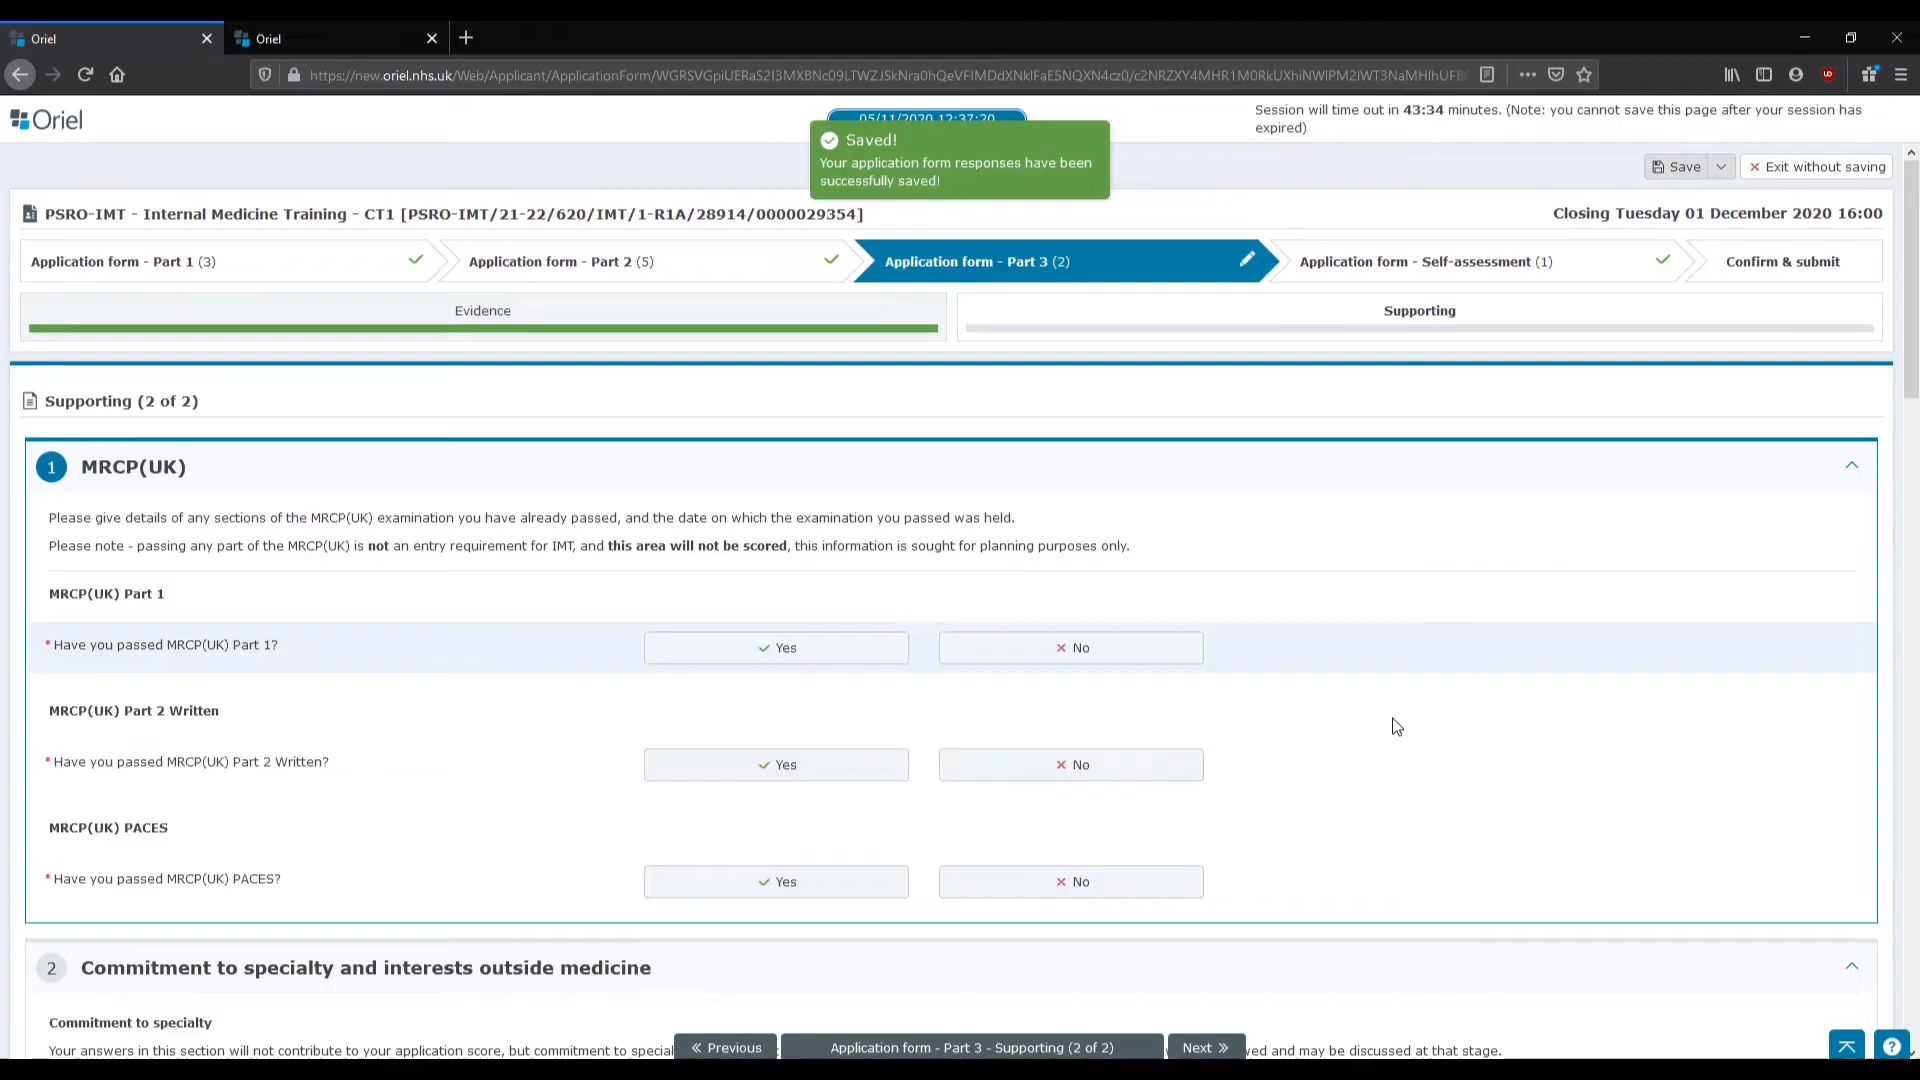 Oriel
Oriel
Oriel
Session will time out in 43:34 minutes. (Note: you cannot save this page after your session has
expired)
05/11/2020 12:37:20
Saved!
Your application form responses have been
successfully saved!
Save
Exit without saving
PSRO-IMT - Internal Medicine Training - CT1 [PSRO-IMT/21-22/620/IMT/1-R1A/28914/0000029354]
Closing Tuesday 01 December 2020 16:00
Application form - Part 1 (3)
Application form - Part 2 (5)
Application form - Part 3 (2)
Application form - Self-assessment (1)
Confirm & submit
Evidence
Supporting
Supporting (2 of 2)
1 MRCP(UK)
Please give details of any sections of the MRCP(UK) examination you have already passed, and the date on which the examination you passed was held.
Please note - passing any part of the MRCP(UK) is not an entry requirement for IMT, and this area will not be scored, this information is sought for planning purposes only.
MRCP(UK) Part 1
* Have you passed MRCP(UK) Part 1?
Yes
No
MRCP(UK) Part 2 Written
* Have you passed MRCP(UK) Part 2 Written?
Yes
No
MRCP(UK) PACES
* Have you passed MRCP(UK) PACES?
Yes
No
2 Commitment to specialty and interests outside medicine
Commitment to specialty
Your answers in this section will not contribute to your application score, but commitment to special
and may be discussed at that stage.
Previous
Application form - Part 3 - Supporting (2 of 2)
Next